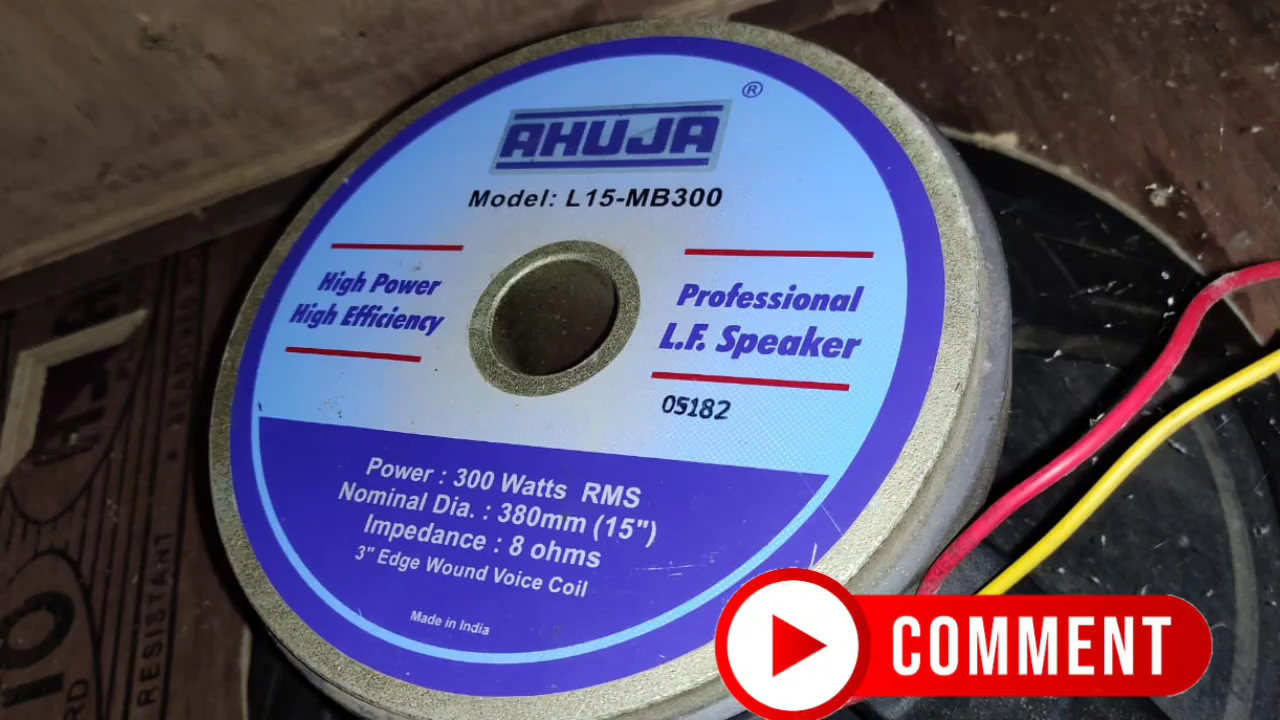 AHUJA®
Model: L15-MB300
High Power
High Efficiency
Professional
L.F. Speaker
05182
Power : 300 Watts RMS
Nominal Dia. : 380mm (15")
Impedance : 8 ohms
3" Edge Wound Voice Coil
Made in India
RESISTANT
COMMENT